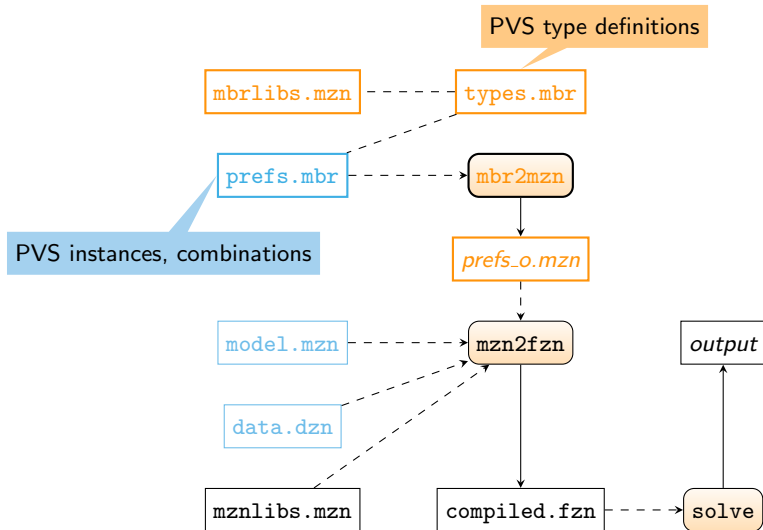 PVS type definitions
mbrlibs.mzn
types.mbr
prefs.mbr
mbr2mzn
PVS instances, combinations
prefs_o.mzn
model.mzn
mzn2fzn
output
data.dzn
mznlibs.mzn
compiled.fzn
solve